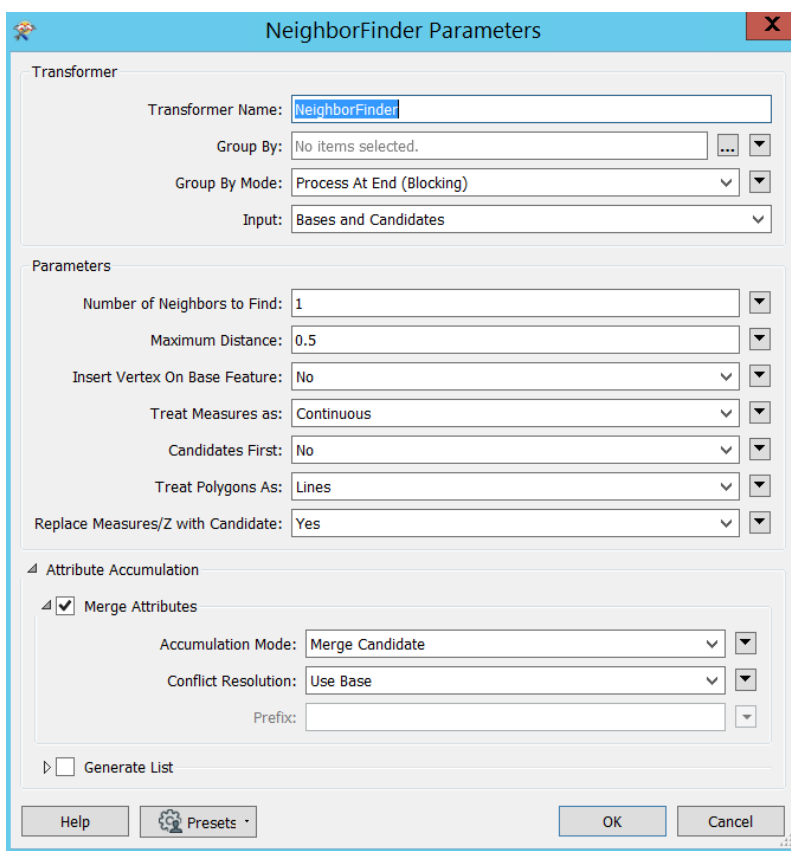 NeighborFinder Parameters
X
Transformer
Transformer Name: NeighborFinder
Group By: No items selected. ...
Group By Mode: Process At End (Blocking)
Input: Bases and Candidates
Parameters
Number of Neighbors to Find: 1
Maximum Distance: 0.5
Insert Vertex On Base Feature: No
Treat Measures as: Continuous
Candidates First: No
Treat Polygons As: Lines
Replace Measures/Z with Candidate: Yes
Attribute Accumulation
Merge Attributes
Accumulation Mode: Merge Candidate
Conflict Resolution: Use Base
Prefix:
Generate List
Help Presets OK Cancel